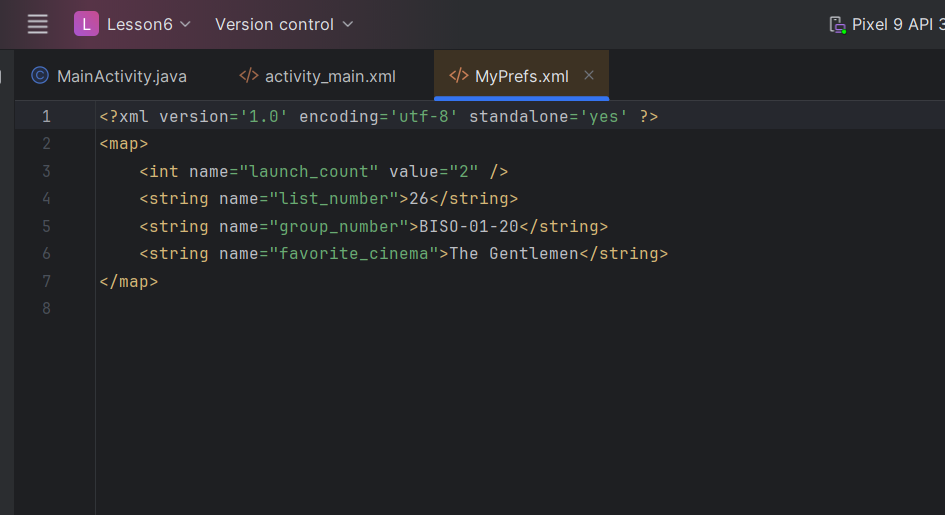 L Lesson6 Version control Pixel 9 API 3
MainActivity.java activity_main.xml MyPrefs.xml
1 <?xml version='1.0' encoding='utf-8' standalone='yes' ?>
2 <map>
3 <int name="launch_count" value="2" />
4 <string name="list_number">26</string>
5 <string name="group_number">BISO-01-20</string>
6 <string name="favorite_cinema">The Gentlemen</string>
7 </map>
8